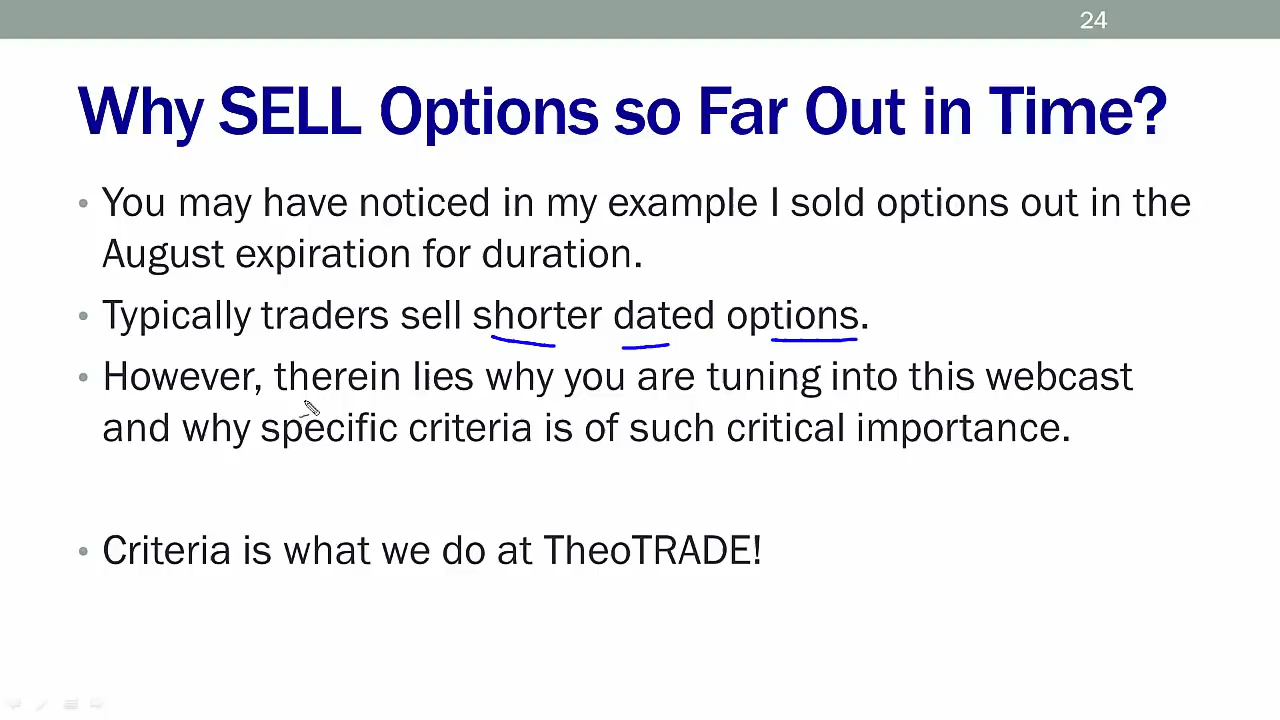 24
Why SELL Options so Far Out in Time?
• You may have noticed in my example I sold options out in the
August expiration for duration.
• Typically traders sell shorter dated options.
• However, therein lies why you are tuning into this webcast
and why specific criteria is of such critical importance.
• Criteria is what we do at TheoTRADE!